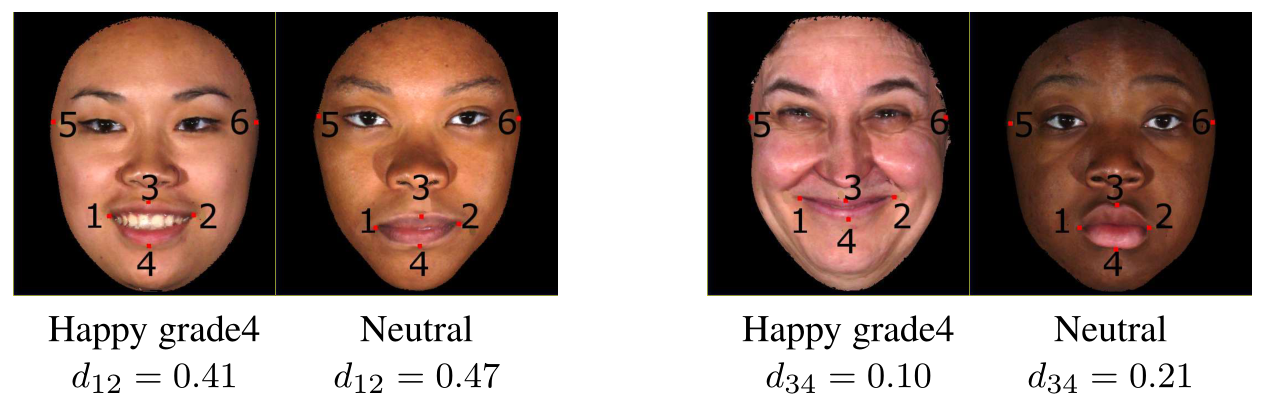 5 6 5 6 5 6 5 6
3 3 3 3
1 2 1 2 1 2 1 2
4 4 4 4
Happy grade4 Neutral Happy grade4 Neutral
d₁₂ = 0.41 d₁₂ = 0.47 d₃₄ = 0.10 d₃₄ = 0.21